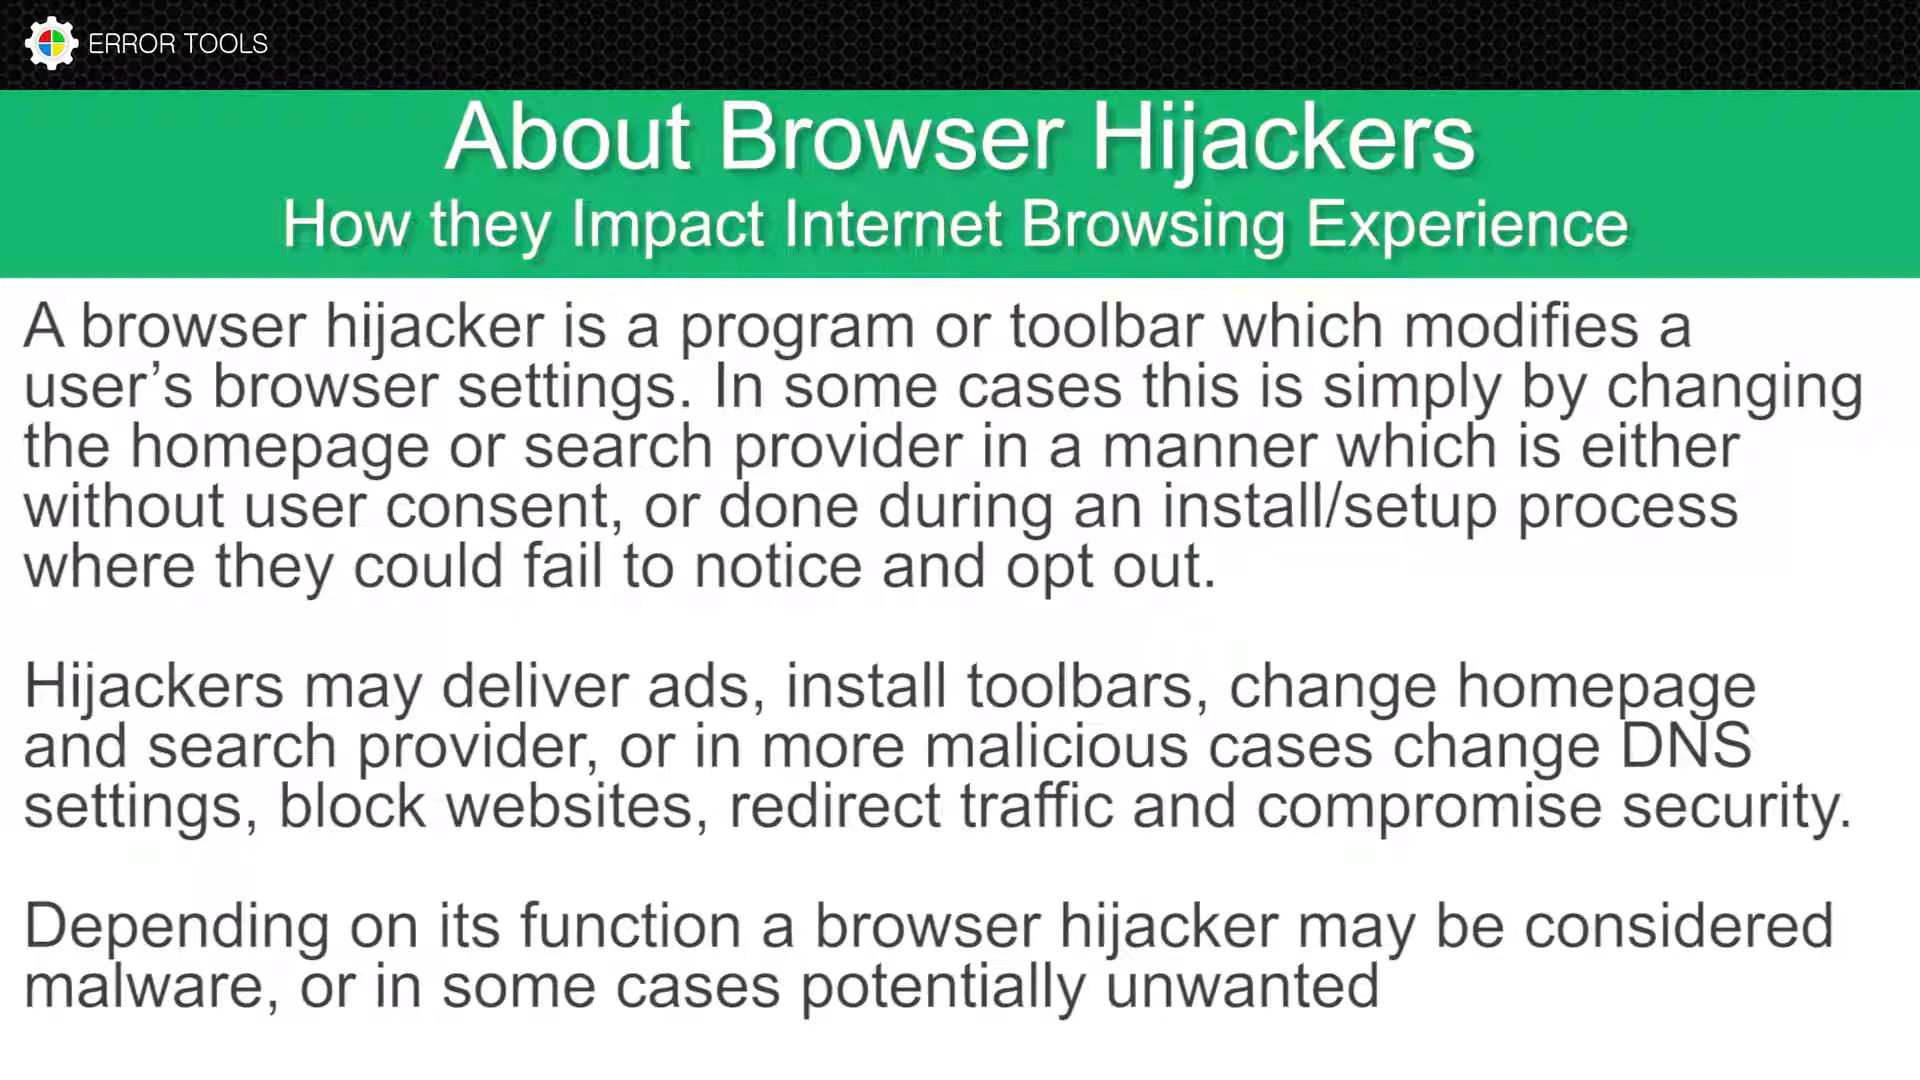 ERROR TOOLS
About Browser Hijackers
How they Impact Internet Browsing Experience
A browser hijacker is a program or toolbar which modifies a
user’s browser settings. In some cases this is simply by changing
the homepage or search provider in a manner which is either
without user consent, or done during an install/setup process
where they could fail to notice and opt out.
Hijackers may deliver ads, install toolbars, change homepage
and search provider, or in more malicious cases change DNS
settings, block websites, redirect traffic and compromise security.
Depending on its function a browser hijacker may be considered
malware, or in some cases potentially unwanted